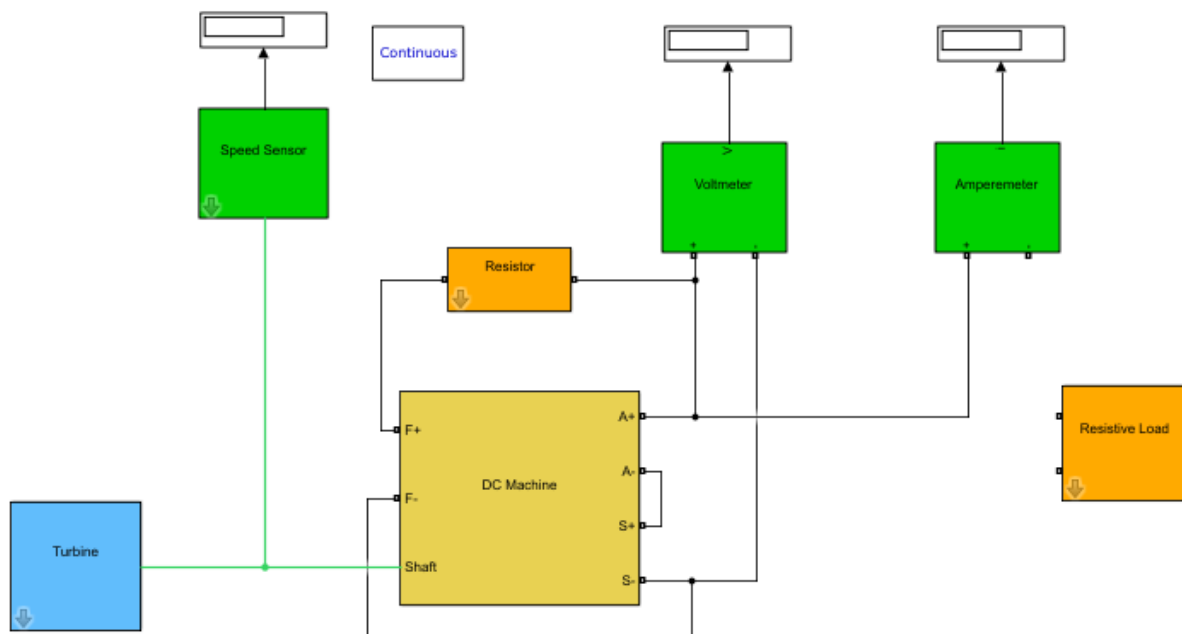 Continuous
Speed Sensor
V
Voltmeter
+ -
I
Amperemeter
+ -
Resistor
F+
A+
Resistive Load
A-
DC Machine
F-
S+
Turbine
Shaft
S-